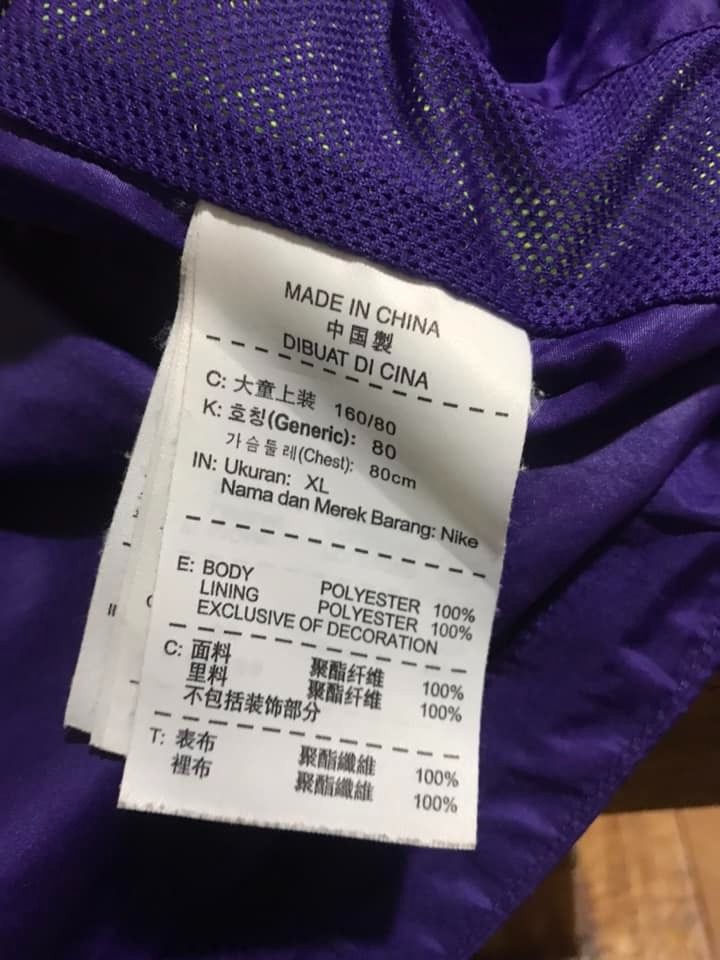 MADE IN CHINA
中国製
DIBUAT DI CINA
C: 大童上装 160/80
K: 호칭(Generic): 80
가슴둘레(Chest): 80cm
IN: Ukuran: XL
Nama dan Merek Barang: Nike
E: BODY POLYESTER 100%
LINING POLYESTER 100%
EXCLUSIVE OF DECORATION
C: 面料 聚酯纤维 100%
里料 聚酯纤维 100%
不包括装饰部分
T: 表布 聚酯纖維 100%
裡布 聚酯纖維 100%